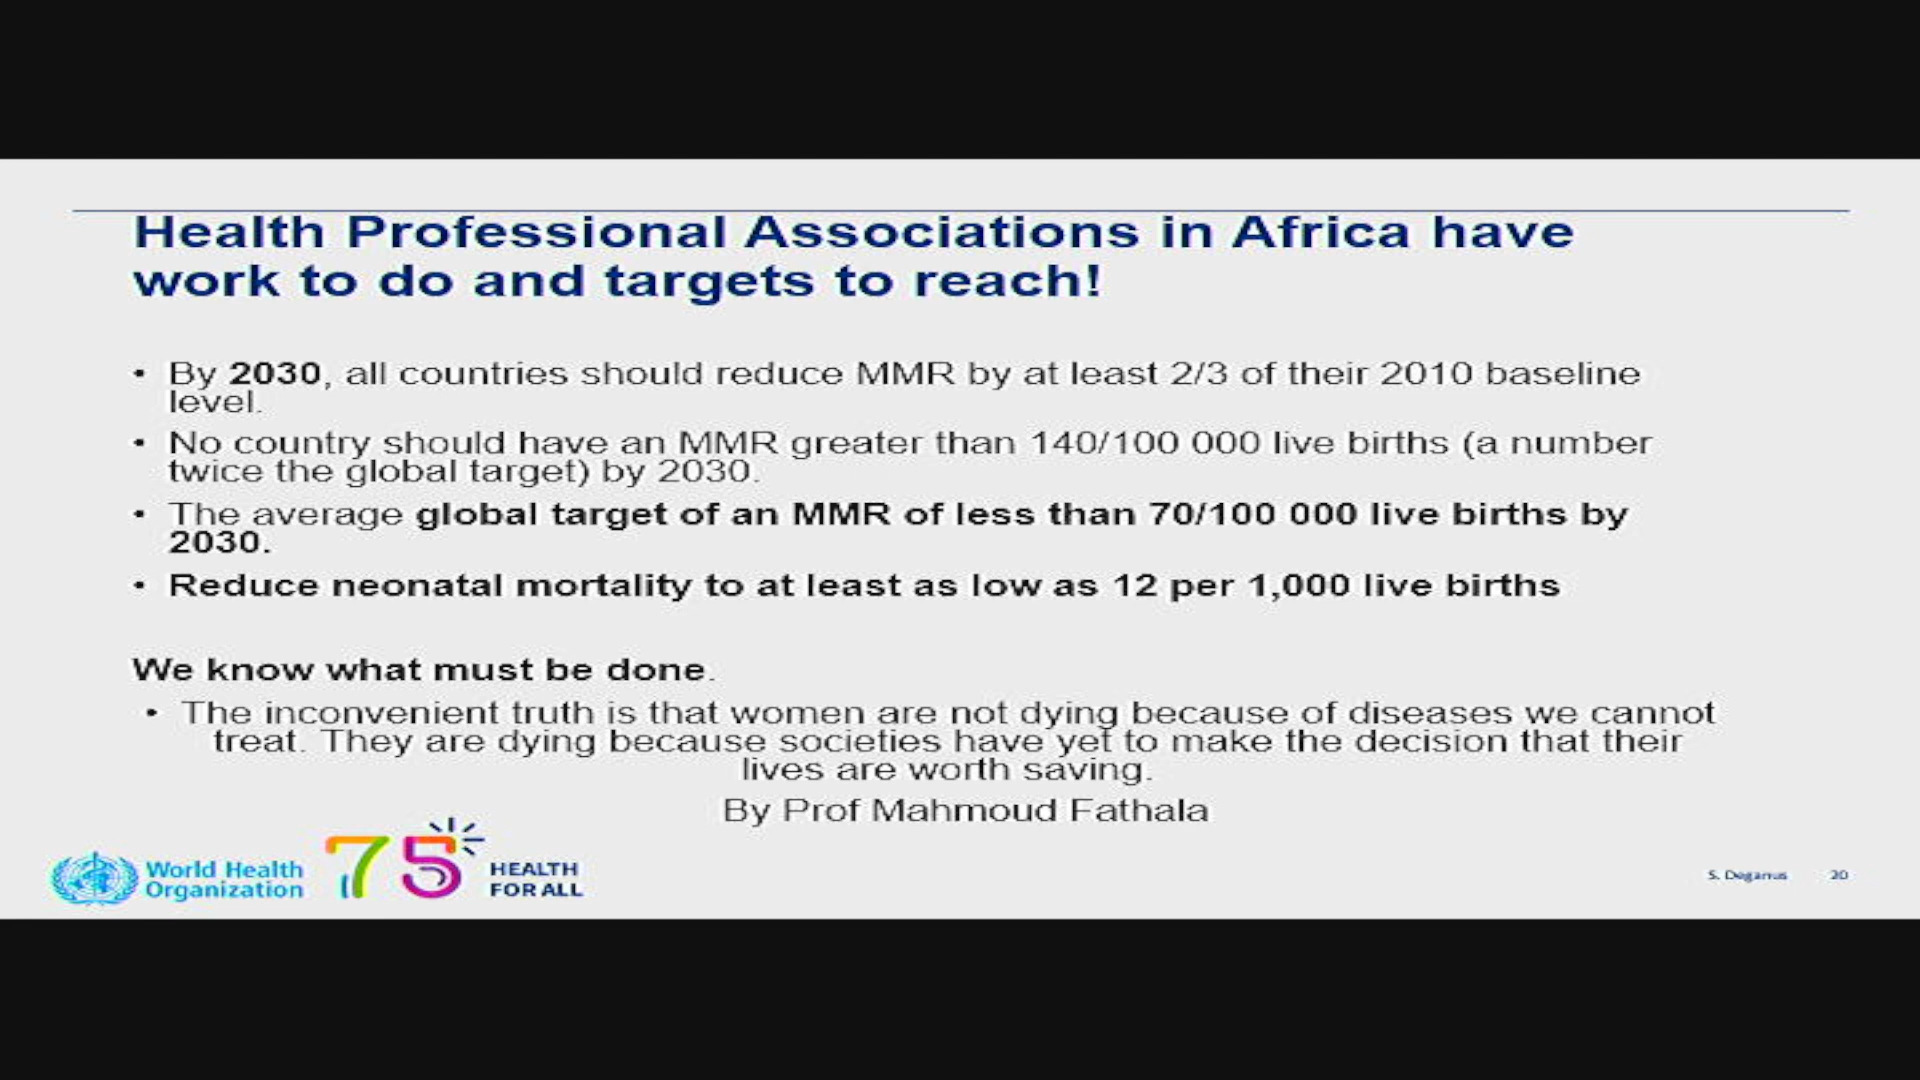 Health Professional Associations in Africa have
work to do and targets to reach!
• By 2030, all countries should reduce MMR by at least 2/3 of their 2010 baseline
level.
• No country should have an MMR greater than 140/100 000 live births (a number
twice the global target) by 2030.
• The average global target of an MMR of less than 70/100 000 live births by
2030.
• Reduce neonatal mortality to at least as low as 12 per 1,000 live births
We know what must be done.
• The inconvenient truth is that women are not dying because of diseases we cannot
treat. They are dying because societies have yet to make the decision that their
lives are worth saving.
By Prof Mahmoud Fathala
World Health
Organization
75
HEALTH
FOR ALL
S. Deganus 20